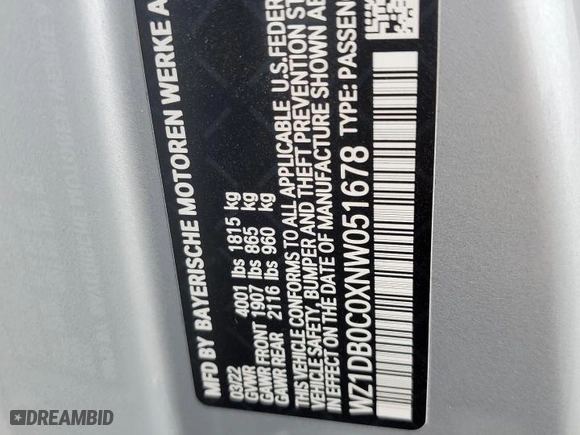 MFD BY BAYERISCHE MOTOREN WERKE A
03/22
GVWR 4001 lbs 1815 kg
GAWR FRONT 1907 lbs 865 kg
GAWR REAR 2116 lbs 960 kg
THIS VEHICLE CONFORMS TO ALL APPLICABLE U.S.FEDER
VEHICLE SAFETY, BUMPER AND THEFT PREVENTION ST
IN EFFECT ON THE DATE OF MANUFACTURE SHOWN AB
WZ1DB0C0XNW051678 TYPE: PASSEN
DREAMBID